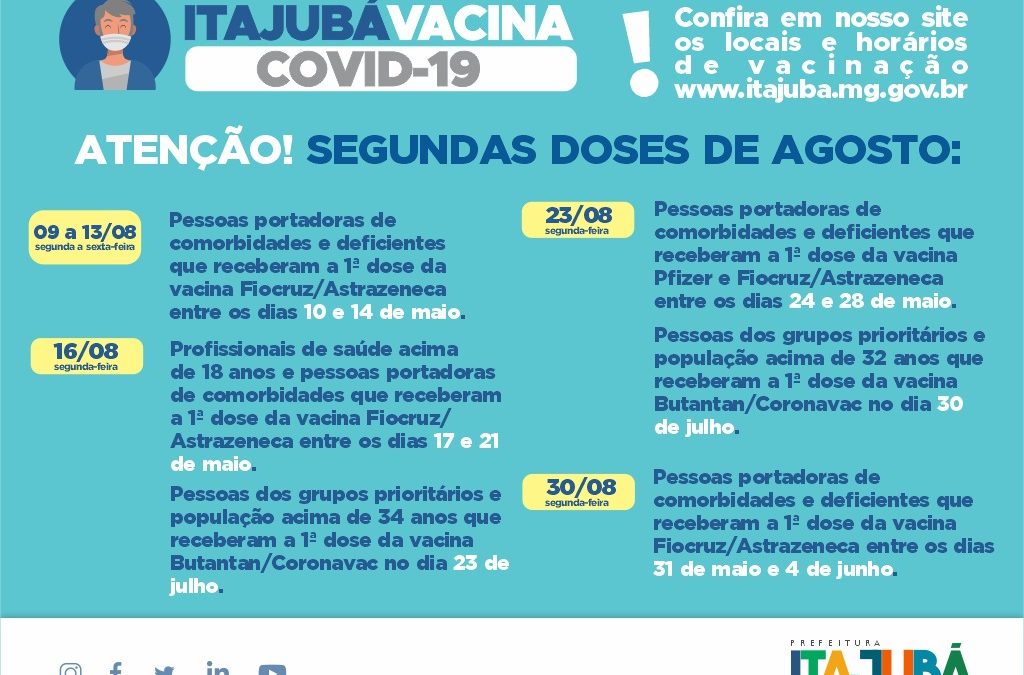 ITAJUBÁVACINA
COVID-19
!
Confira em nosso site
os locais e horários
de vacinação
www.itajuba.mg.gov.br
ATENÇÃO! SEGUNDAS DOSES DE AGOSTO:
09 a 13/08
segunda a sexta-feira
Pessoas portadoras de
comorbidades e deficientes
que receberam a 1ª dose da
vacina Fiocruz/Astrazeneca
entre os dias 10 e 14 de maio.
16/08
segunda-feira
Profissionais de saúde acima
de 18 anos e pessoas portadoras
de comorbidades que receberam
a 1ª dose da vacina Fiocruz/
Astrazeneca entre os dias 17 e 21
de maio.
Pessoas dos grupos prioritários e
população acima de 34 anos que
receberam a 1ª dose da vacina
Butantan/Coronavac no dia 23 de
julho.
23/08
segunda-feira
Pessoas portadoras de
comorbidades e deficientes que
receberam a 1ª dose da vacina
Pfizer e Fiocruz/Astrazeneca
entre os dias 24 e 28 de maio.
Pessoas dos grupos prioritários e
população acima de 32 anos que
receberam a 1ª dose da vacina
Butantan/Coronavac no dia 30
de julho.
30/08
segunda-feira
Pessoas portadoras de
comorbidades e deficientes que
receberam a 1ª dose da vacina
Fiocruz/Astrazeneca entre os dias
31 de maio e 4 de junho.
PREFEITURA
ITAJUBÁ